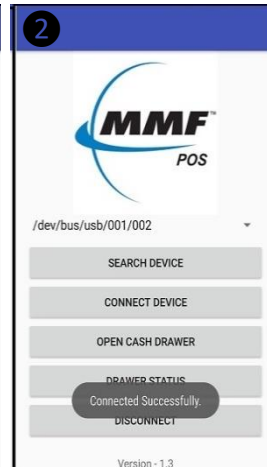 2
MMF™
POS
/dev/bus/usb/001/002
SEARCH DEVICE
CONNECT DEVICE
OPEN CASH DRAWER
DRAWER STATUS
Connected Successfully.
DISCONNECT
Version - 1.3